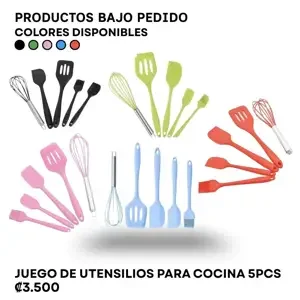 PRODUCTOS BAJO PEDIDO
COLORES DISPONIBLES
JUEGO DE UTENSILIOS PARA COCINA 5PCS
₡3.500